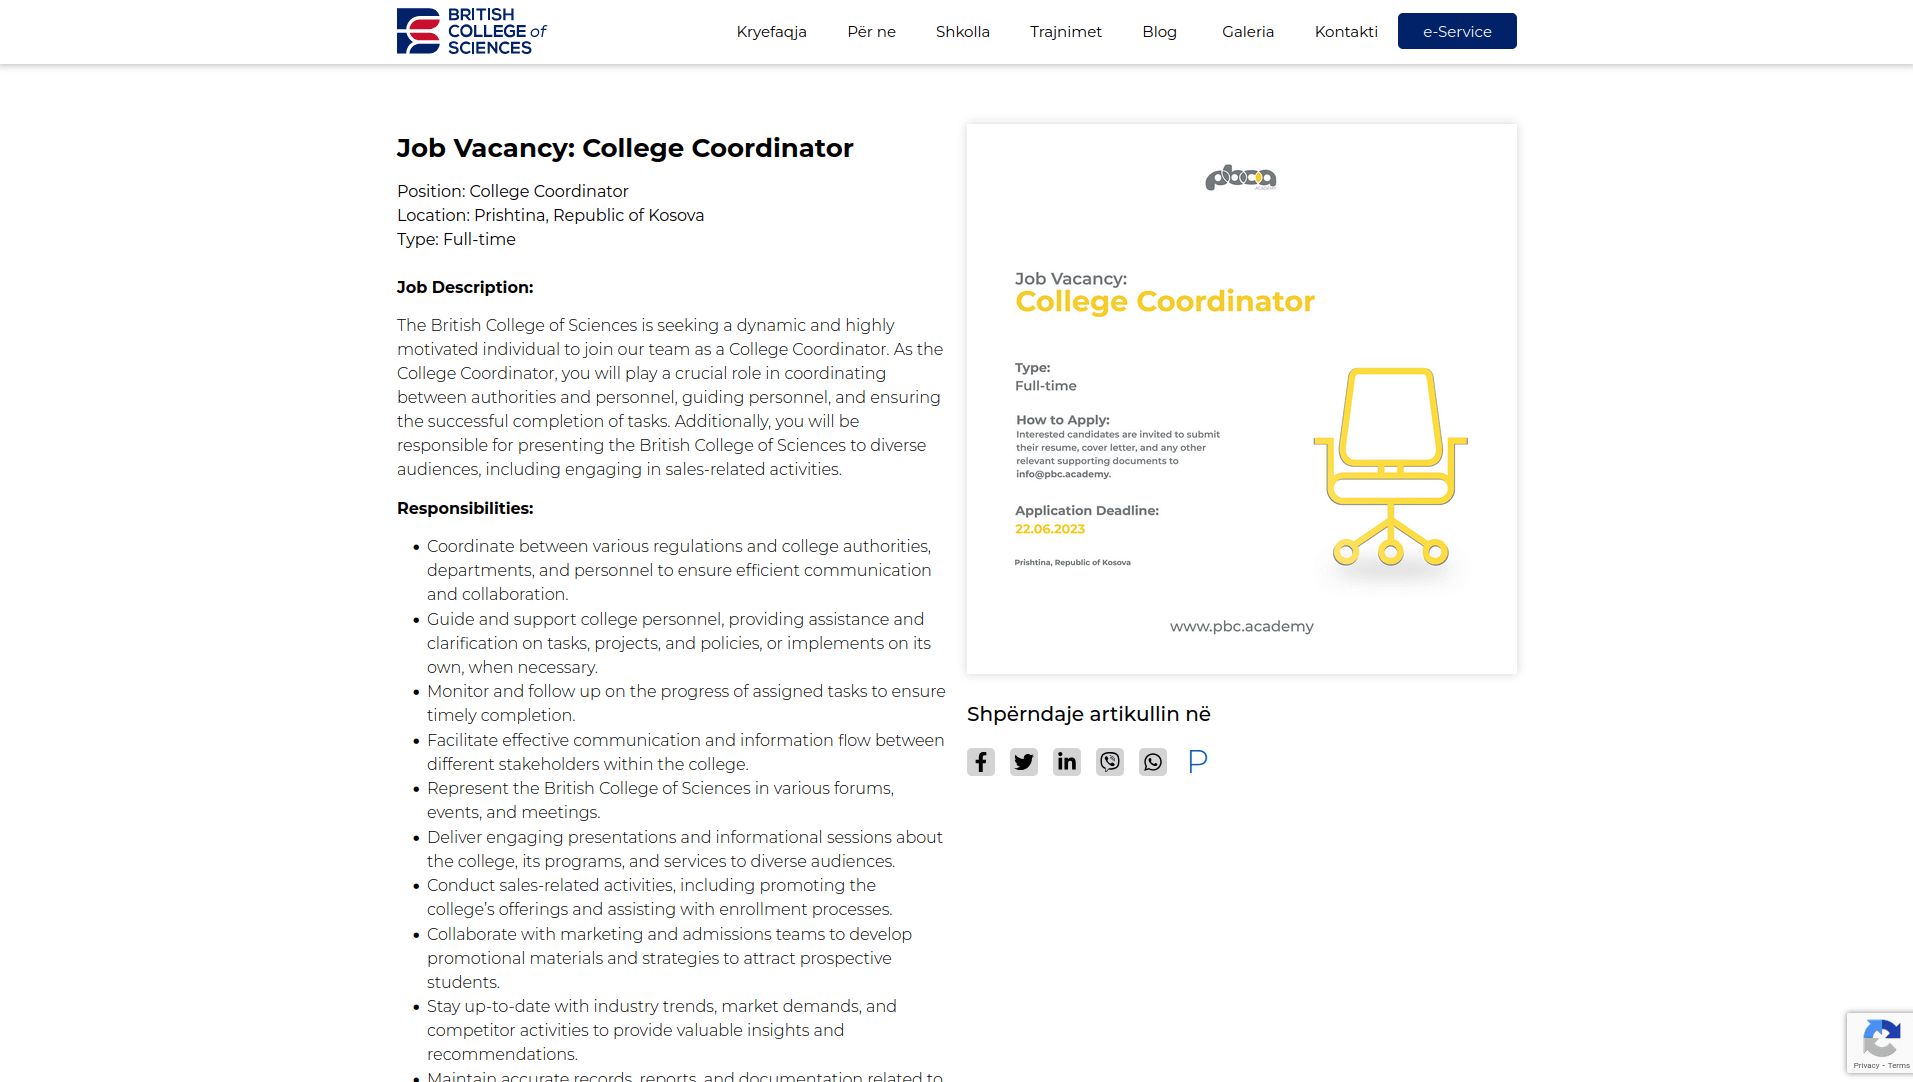 BRITISH
COLLEGE of
SCIENCES
Kryefaqja
Për ne
Shkolla
Trajnimet
Blog
Galeria
Kontakti
e-Service
Job Vacancy: College Coordinator
Position: College Coordinator
Location: Prishtina, Republic of Kosova
Type: Full-time
Job Description:
The British College of Sciences is seeking a dynamic and highly
motivated individual to join our team as a College Coordinator. As the
College Coordinator, you will play a crucial role in coordinating
between authorities and personnel, guiding personnel, and ensuring
the successful completion of tasks. Additionally, you will be
responsible for presenting the British College of Sciences to diverse
audiences, including engaging in sales-related activities.
Responsibilities:
• Coordinate between various regulations and college authorities,
departments, and personnel to ensure efficient communication
and collaboration.
• Guide and support college personnel, providing assistance and
clarification on tasks, projects, and policies, or implements on its
own, when necessary.
• Monitor and follow up on the progress of assigned tasks to ensure
timely completion.
• Facilitate effective communication and information flow between
different stakeholders within the college.
• Represent the British College of Sciences in various forums,
events, and meetings.
• Deliver engaging presentations and informational sessions about
the college, its programs, and services to diverse audiences.
• Conduct sales-related activities, including promoting the
college’s offerings and assisting with enrollment processes.
• Collaborate with marketing and admissions teams to develop
promotional materials and strategies to attract prospective
students.
• Stay up-to-date with industry trends, market demands, and
competitor activities to provide valuable insights and
recommendations.
• Maintain accurate records, reports, and documentation related to
pbca
ACADEMY
Job Vacancy:
College Coordinator
Type:
Full-time
How to Apply:
Interested candidates are invited to submit
their resume, cover letter, and any other
relevant supporting documents to
info@pbc.academy.
Application Deadline:
22.06.2023
Prishtina, Republic of Kosova
www.pbc.academy
Shpërndaje artikullin në
P
Privacy - Terms